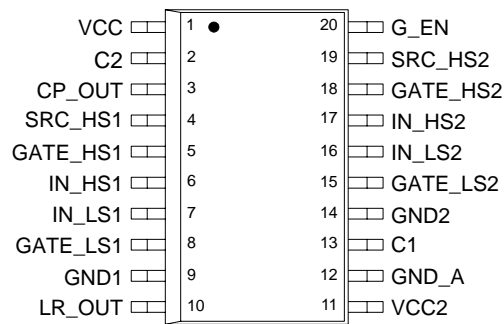 VCC 1 20 G_EN
C2 2 19 SRC_HS2
CP_OUT 3 18 GATE_HS2
SRC_HS1 4 17 IN_HS2
GATE_HS1 5 16 IN_LS2
IN_HS1 6 15 GATE_LS2
IN_LS1 7 14 GND2
GATE_LS1 8 13 C1
GND1 9 12 GND_A
LR_OUT 10 11 VCC2